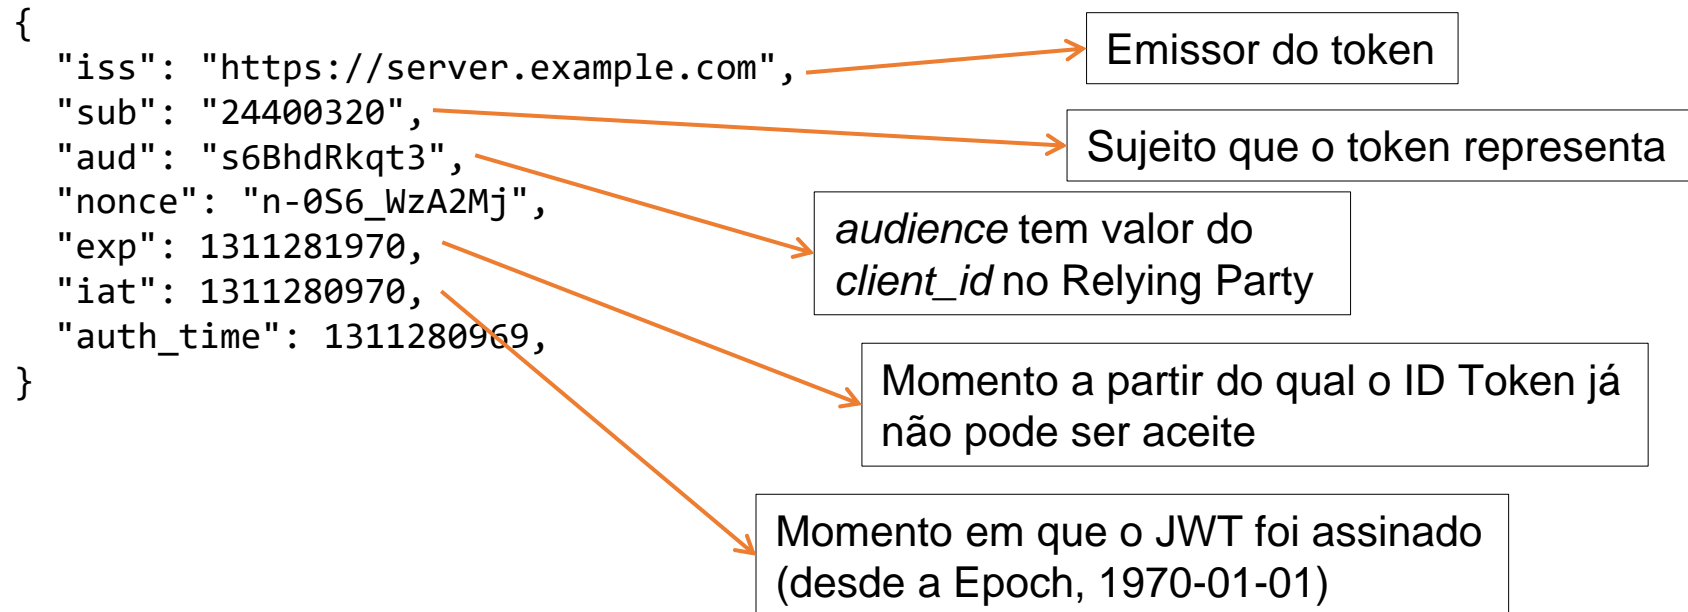 {
"iss": "https://server.example.com",
"sub": "24400320",
"aud": "s6BhdRkqt3",
"nonce": "n-0S6_WzA2Mj",
"exp": 1311281970,
"iat": 1311280970,
"auth_time": 1311280969,
}
Emissor do token
Sujeito que o token representa
audience tem valor do
client_id no Relying Party
Momento a partir do qual o ID Token já
não pode ser aceite
Momento em que o JWT foi assinado
(desde a Epoch, 1970-01-01)